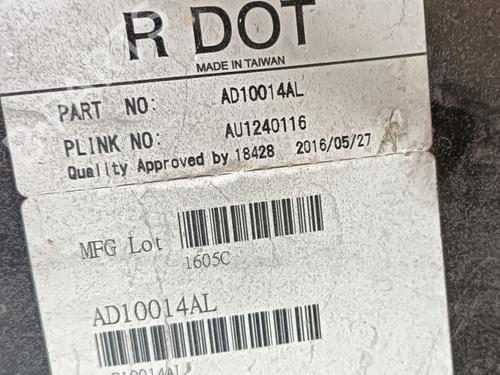 R DOT
MADE IN TAIWAN
PART NO: AD10014AL
PLINK NO: AU1240116
Quality Approved by 18428 2016/05/27
MFG Lot
1605C
AD10014AL
AD10014AL